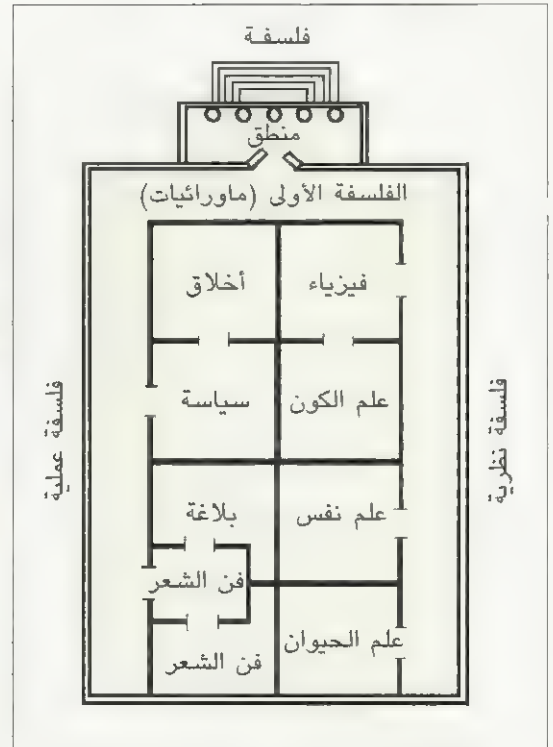 فلسفة
منطق
الفلسفة الأولى (ماورائيات)
فيزياء
أخلاق
علم الكون
سياسة
فلسفة نظرية
فلسفة عملية
علم نفس
بلاغة
فن الشعر
علم الحيوان
فن الشعر